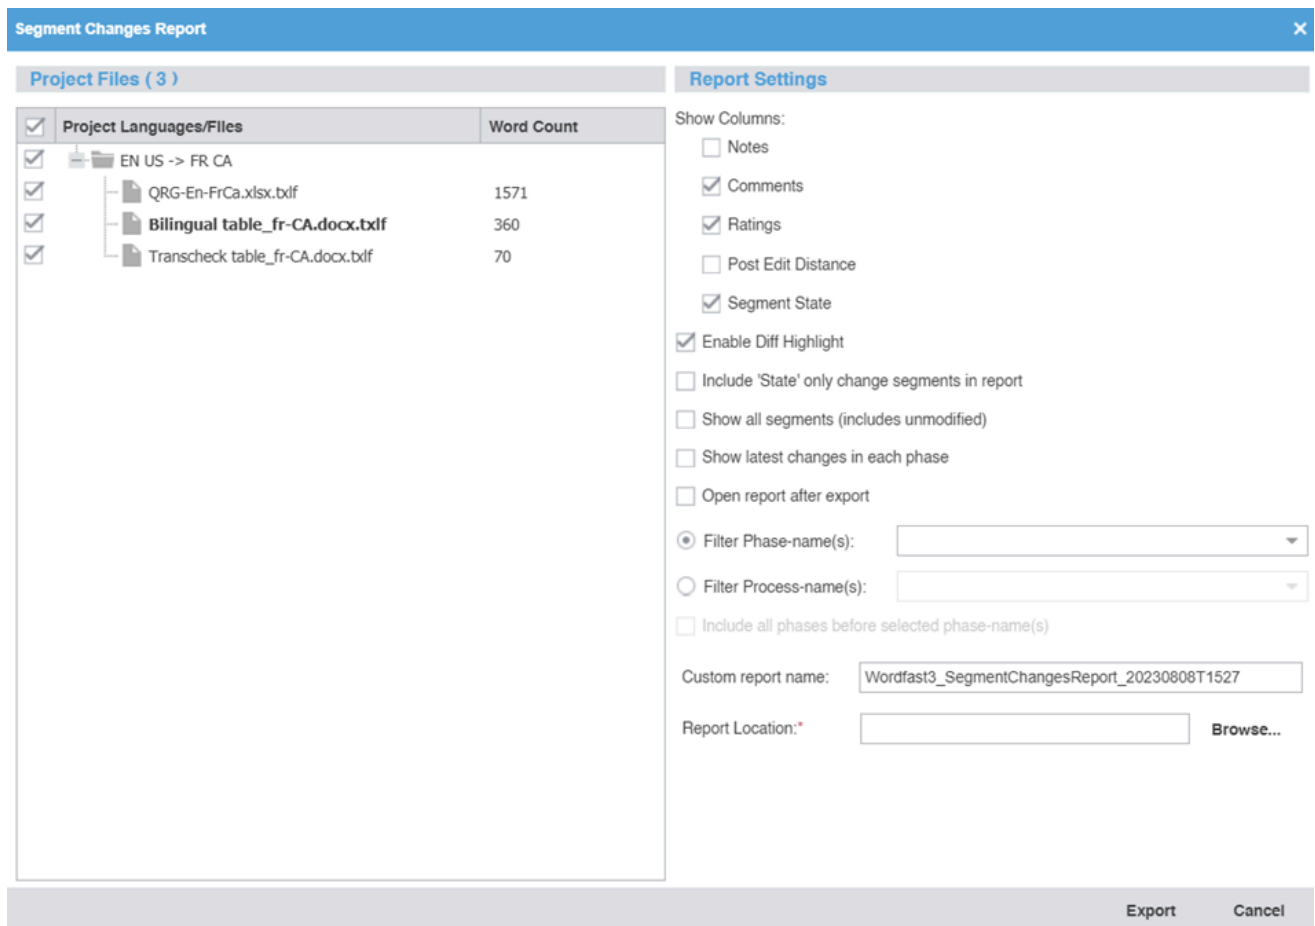 Segment Changes Report
Project Files ( 3 )
Project Languages/Files Word Count
EN US -> FR CA
QRG-En-FrCa.xlsx.txlf 1571
Bilingual table_fr-CA.docx.txlf 360
Transcheck table_fr-CA.docx.txlf 70
Report Settings
Show Columns:
Notes
Comments
Ratings
Post Edit Distance
Segment State
Enable Diff Highlight
Include 'State' only change segments in report
Show all segments (includes unmodified)
Show latest changes in each phase
Open report after export
Filter Phase-name(s):
Filter Process-name(s):
Include all phases before selected phase-name(s)
Custom report name: Wordfast3_SegmentChangesReport_20230808T1527
Report Location:* Browse...
Export Cancel